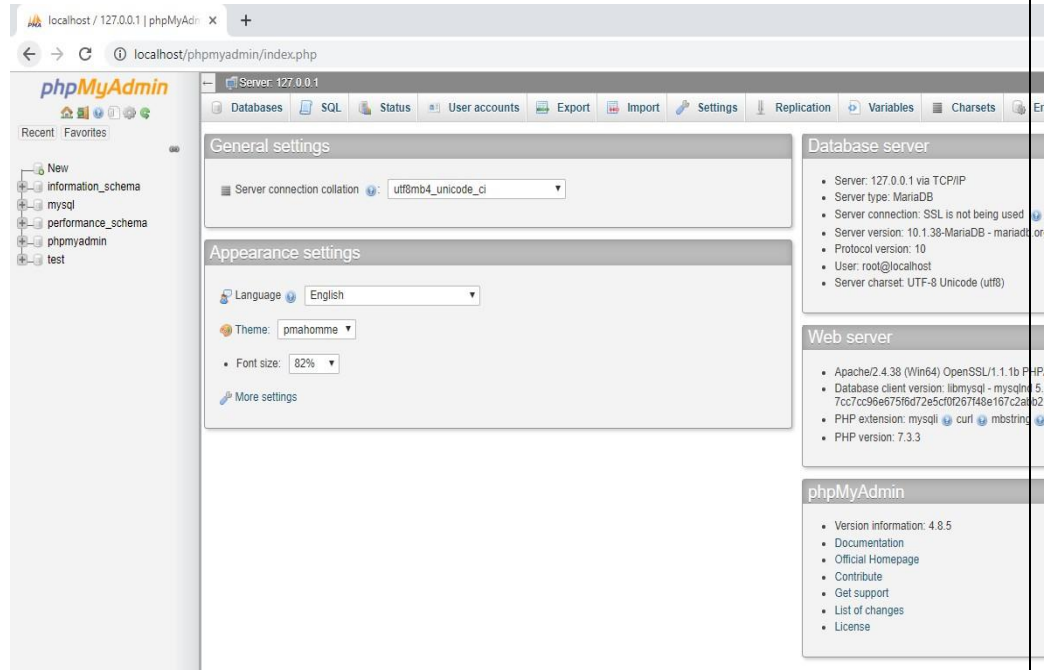 localhost / 127.0.0.1 | phpMyAdn
localhost/phpmyadmin/index.php
phpMyAdmin
Recent Favorites
New
information_schema
mysql
performance_schema
phpmyadmin
test
Server: 127.0.0.1
Databases SQL Status User accounts Export Import Settings Replication Variables Charsets En
General settings
Server connection collation : utf8mb4_unicode_ci
Appearance settings
Language English
Theme: pmahomme
Font size: 82%
More settings
Database server
Server: 127.0.0.1 via TCP/IP
Server type: MariaDB
Server connection: SSL is not being used
Server version: 10.1.38-MariaDB - mariadb.or
Protocol version: 10
User: root@localhost
Server charset: UTF-8 Unicode (utf8)
Web server
Apache/2.4.38 (Win64) OpenSSL/1.1.1b PHP
Database client version: libmysql - mysqlnd 5.
7cc7cc96e675f6d72e5cf0f267f48e167c2abb2
PHP extension: mysqli curl mbstring
PHP version: 7.3.3
phpMyAdmin
Version information: 4.8.5
Documentation
Official Homepage
Contribute
Get support
List of changes
License